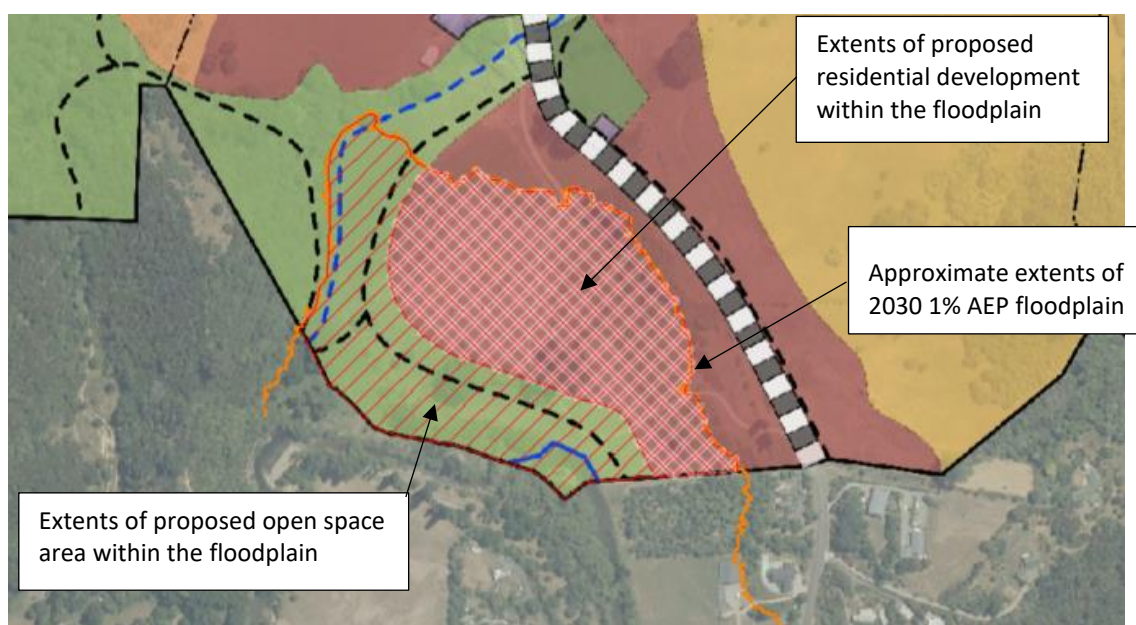 Extents of proposed
residential development
within the floodplain
Approximate extents of
2030 1% AEP floodplain
Extents of proposed open space
area within the floodplain